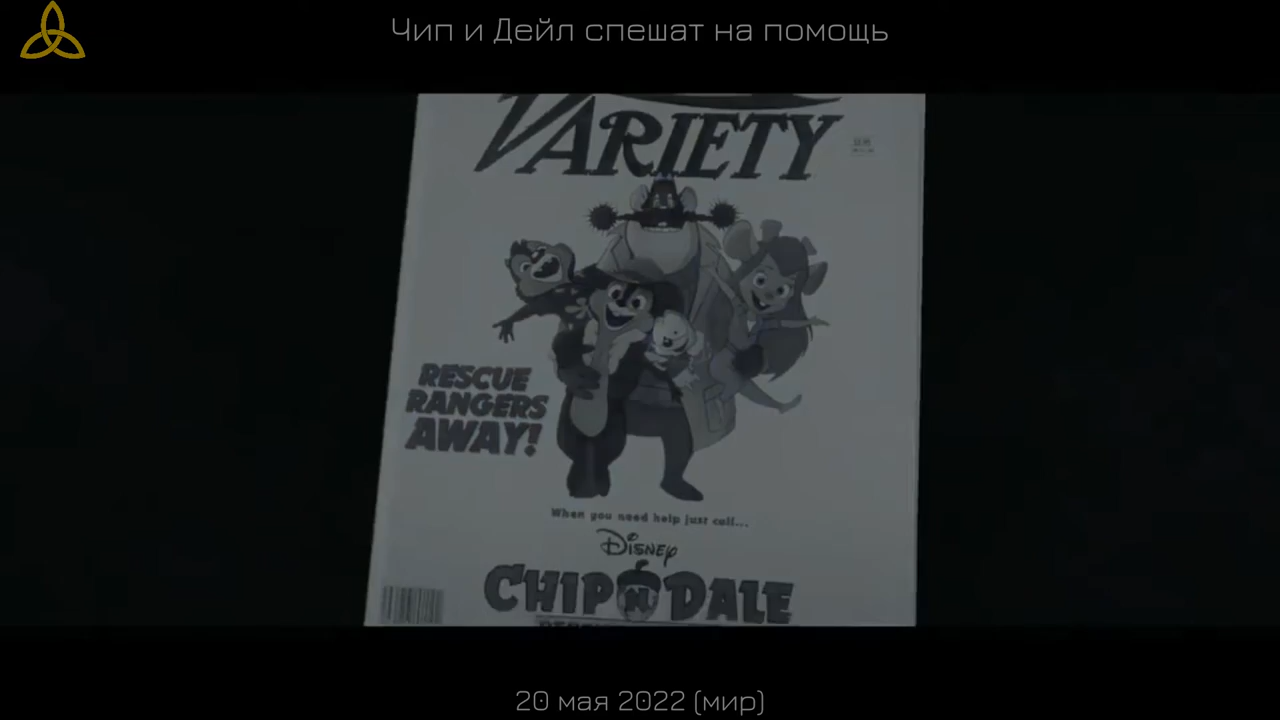 Чип и Дейл спешат на помощь
VARIETY
RESCUE
RANGERS
AWAY!
When you need help just call...
DISNEY
CHIP N DALE
20 мая 2022 (мир)